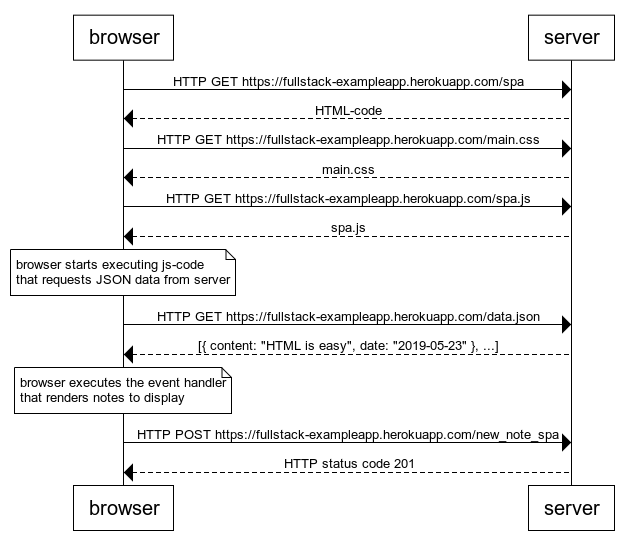 browser server
HTTP GET https://fullstack-exampleapp.herokuapp.com/spa
HTML-code
HTTP GET https://fullstack-exampleapp.herokuapp.com/main.css
main.css
HTTP GET https://fullstack-exampleapp.herokuapp.com/spa.js
spa.js
browser starts executing js-code
that requests JSON data from server
HTTP GET https://fullstack-exampleapp.herokuapp.com/data.json
[{ content: "HTML is easy", date: "2019-05-23" }, ...]
browser executes the event handler
that renders notes to display
HTTP POST https://fullstack-exampleapp.herokuapp.com/new_note_spa
HTTP status code 201
browser server